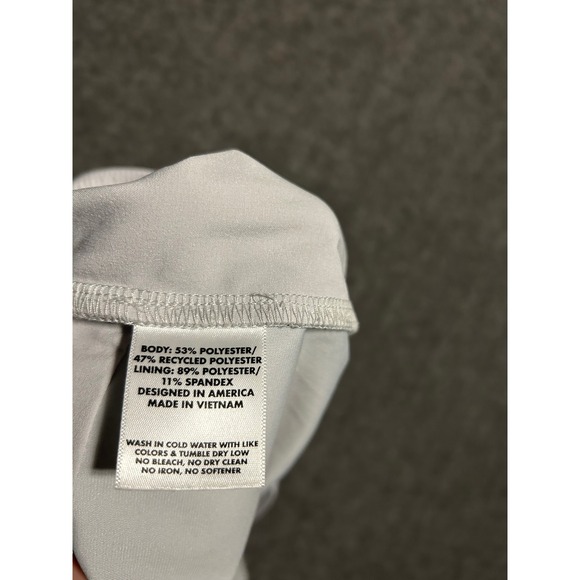 BODY: 53% POLYESTER/
47% RECYCLED POLYESTER
LINING: 89% POLYESTER/
11% SPANDEX
DESIGNED IN AMERICA
MADE IN VIETNAM
WASH IN COLD WATER WITH LIKE
COLORS & TUMBLE DRY LOW
NO BLEACH, NO DRY CLEAN
NO IRON, NO SOFTENER